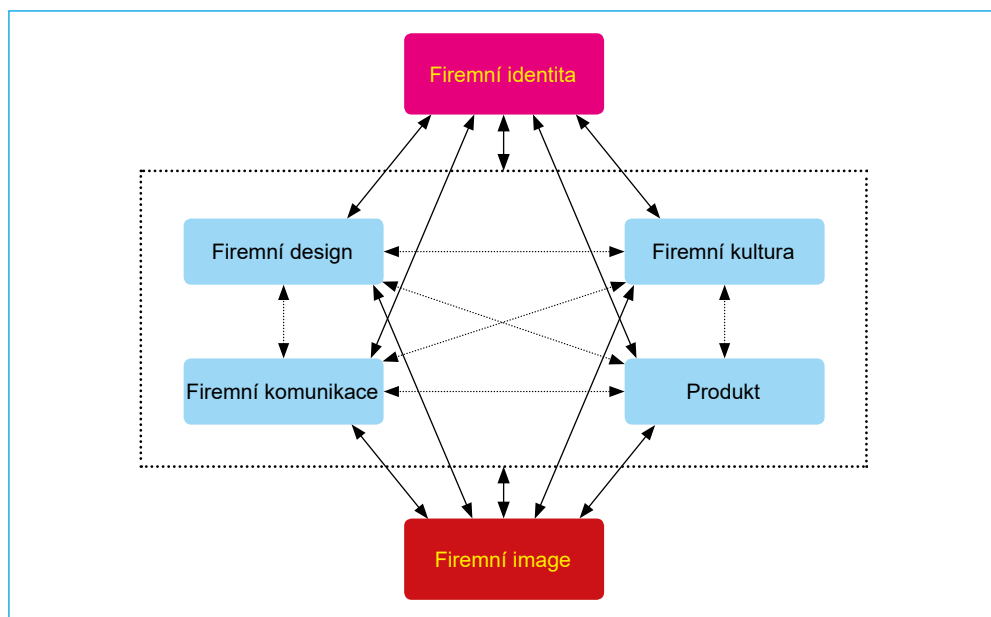 Firemní identita
Firemní design
Firemní kultura
Firemní komunikace
Produkt
Firemní image